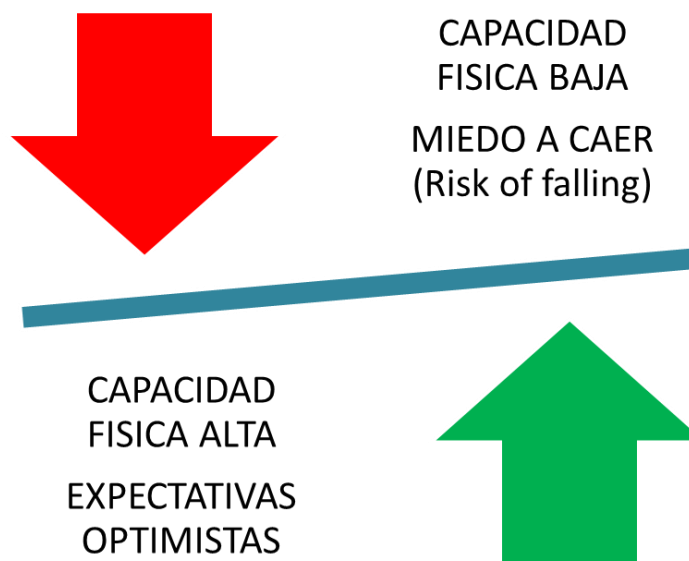 CAPACIDAD
FISICA BAJA
MIEDO A CAER
(Risk of falling)
CAPACIDAD
FISICA ALTA
EXPECTATIVAS
OPTIMISTAS